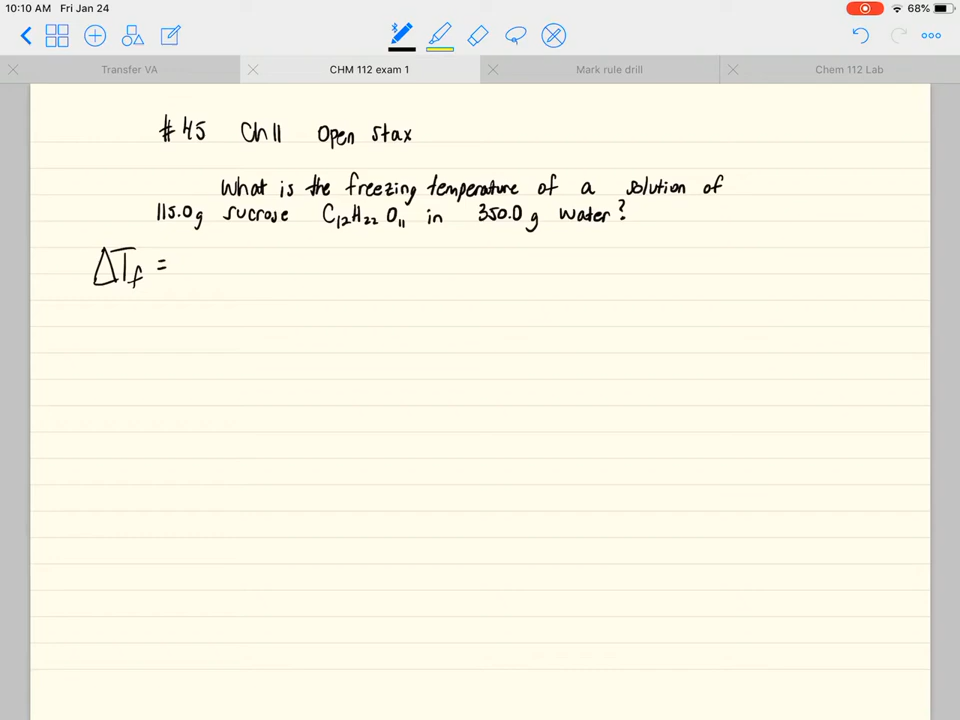 10:10 AM Fri Jan 24
68%
Transfer VA
CHM 112 exam 1
Mark rule drill
Chem 112 Lab
#45 Ch11 Open Stax
What is the freezing temperature of a solution of
115.0g sucrose C₁₂H₂₂O₁₁ in 350.0g water?
ΔT_f =